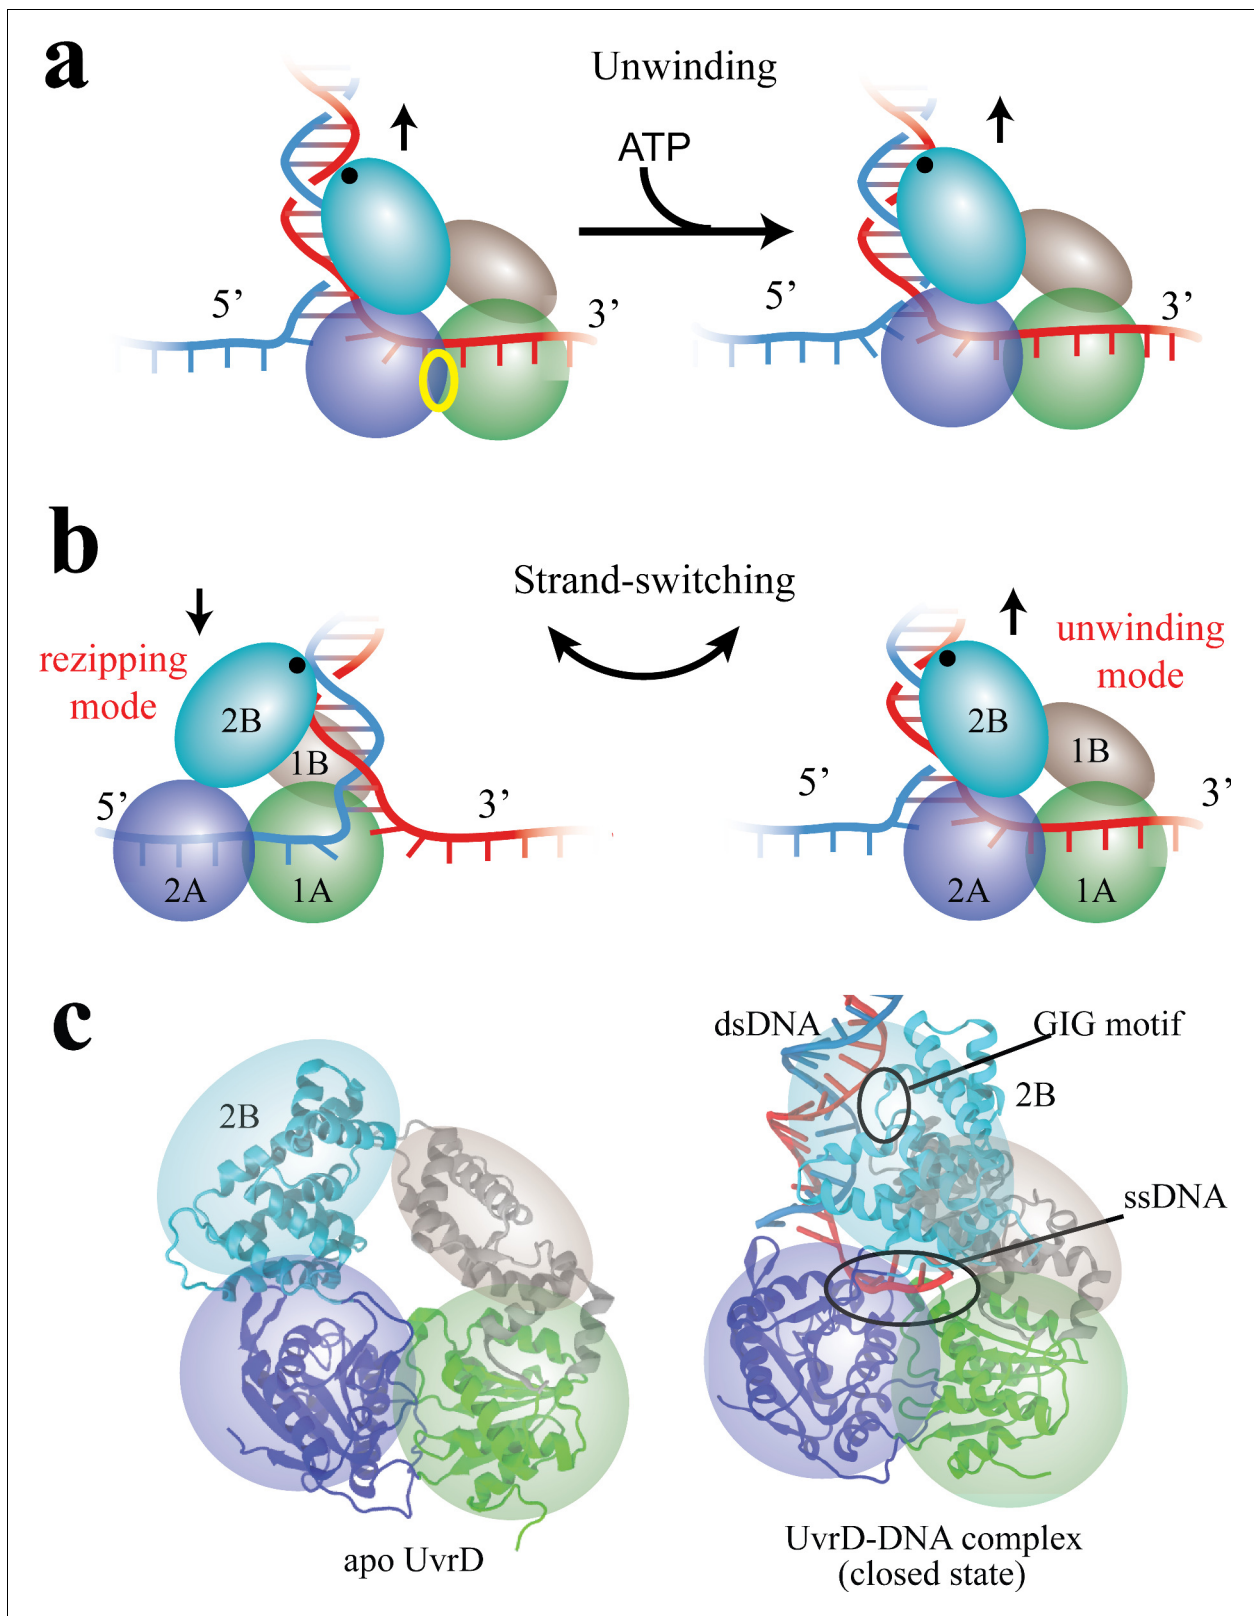 a
Unwinding
ATP
5’
3’
5’
3’
b
Strand-switching
rezipping
mode
unwinding
mode
2B
1B
5’
3’
2A
1A
2B
1B
5’
3’
2A
1A
c
dsDNA
GIG motif
2B
2B
ssDNA
apo UvrD
UvrD-DNA complex
(closed state)